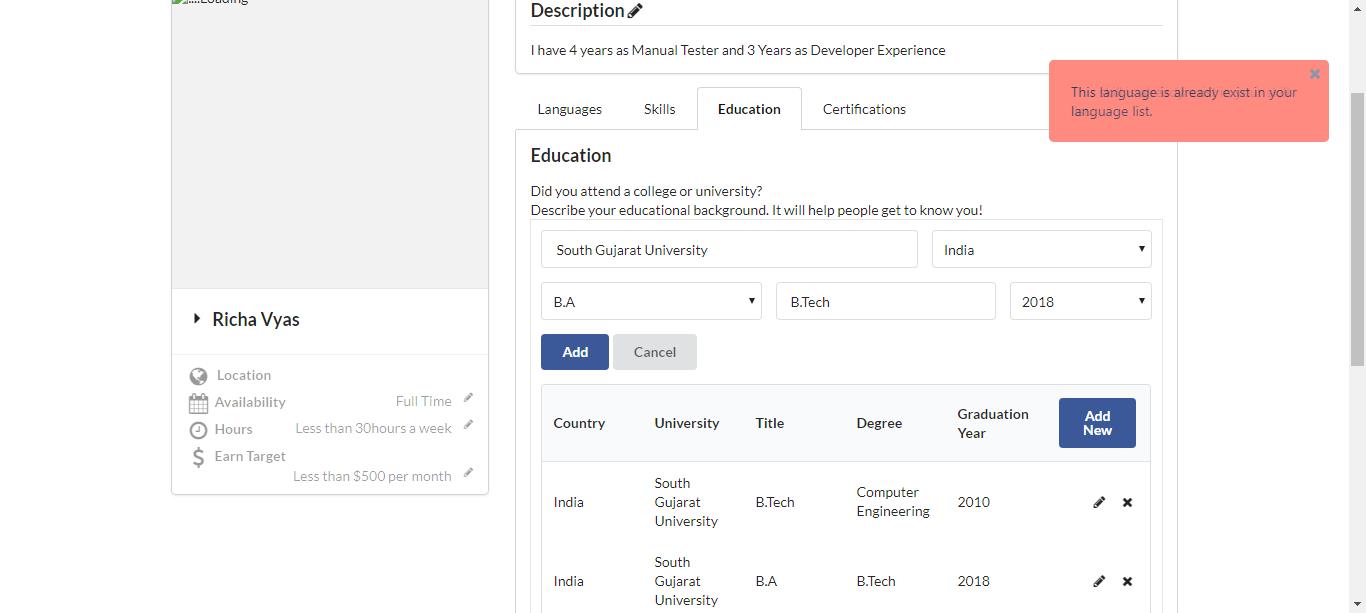 ....Loading
Description
I have 4 years as Manual Tester and 3 Years as Developer Experience
This language is already exist in your
language list.
Languages Skills Education Certifications
Education
Did you attend a college or university?
Describe your educational background. It will help people get to know you!
South Gujarat University India
B.A B.Tech 2018
Add Cancel
Richa Vyas
Location
Availability Full Time
Hours Less than 30hours a week
Earn Target
Less than $500 per month
Country University Title Degree Graduation
Year
Add
New
India South
Gujarat
University B.Tech Computer
Engineering 2010
India South
Gujarat
University B.A B.Tech 2018